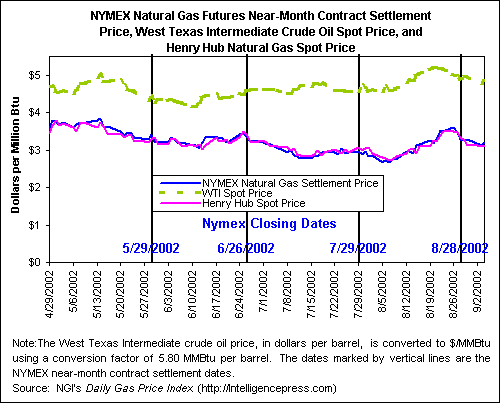 NYMEX Natural Gas Futures Near-Month Contract Settlement
Price, West Texas Intermediate Crude Oil Spot Price, and
Henry Hub Natural Gas Spot Price
Dollars per Million Btu
$5
$4
$3
$2
$1
$0
NYMEX Natural Gas Settlement Price
WTI Spot Price
Henry Hub Spot Price
Nymex Closing Dates
5/29/2002 6/26/2002 7/29/2002 8/28/2002
4/29/2002 5/6/2002 5/13/2002 5/20/2002 5/27/2002 6/3/2002 6/10/2002 6/17/2002 6/24/2002 7/1/2002 7/8/2002 7/15/2002 7/22/2002 7/29/2002 8/5/2002 8/12/2002 8/19/2002 8/26/2002 9/2/2002
Note:The West Texas Intermediate crude oil price, in dollars per barrel, is converted to $/MMBtu
using a conversion factor of 5.80 MMBtu per barrel. The dates marked by vertical lines are the
NYMEX near-month contract settlement dates.
Source: NGI's Daily Gas Price Index (http://Intelligencepress.com)